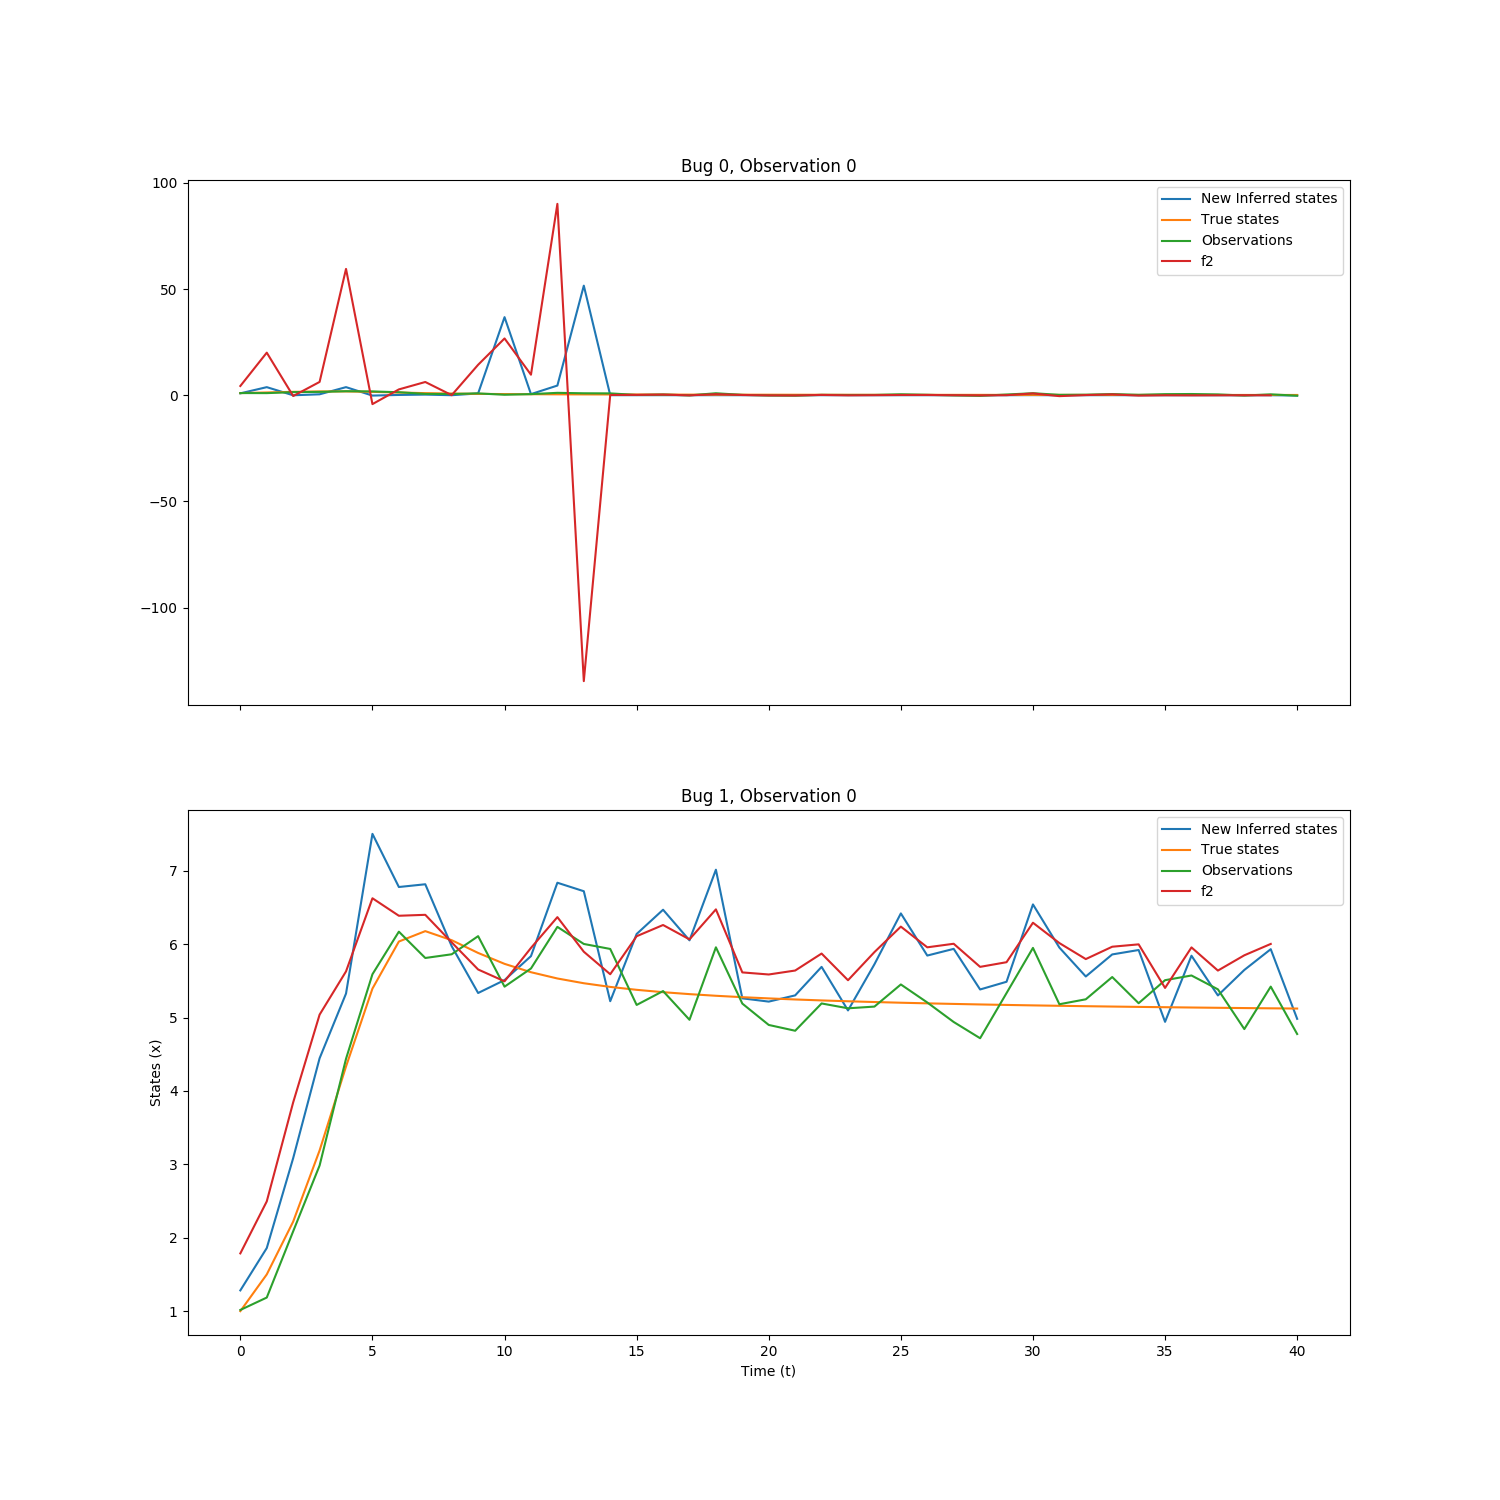 Bug 0, Observation 0
100
50
0
−50
−100
New Inferred states
True states
Observations
f2
Bug 1, Observation 0
7
6
5
4
3
2
1
States (x)
New Inferred states
True states
Observations
f2
0 5 10 15 20 25 30 35 40
Time (t)